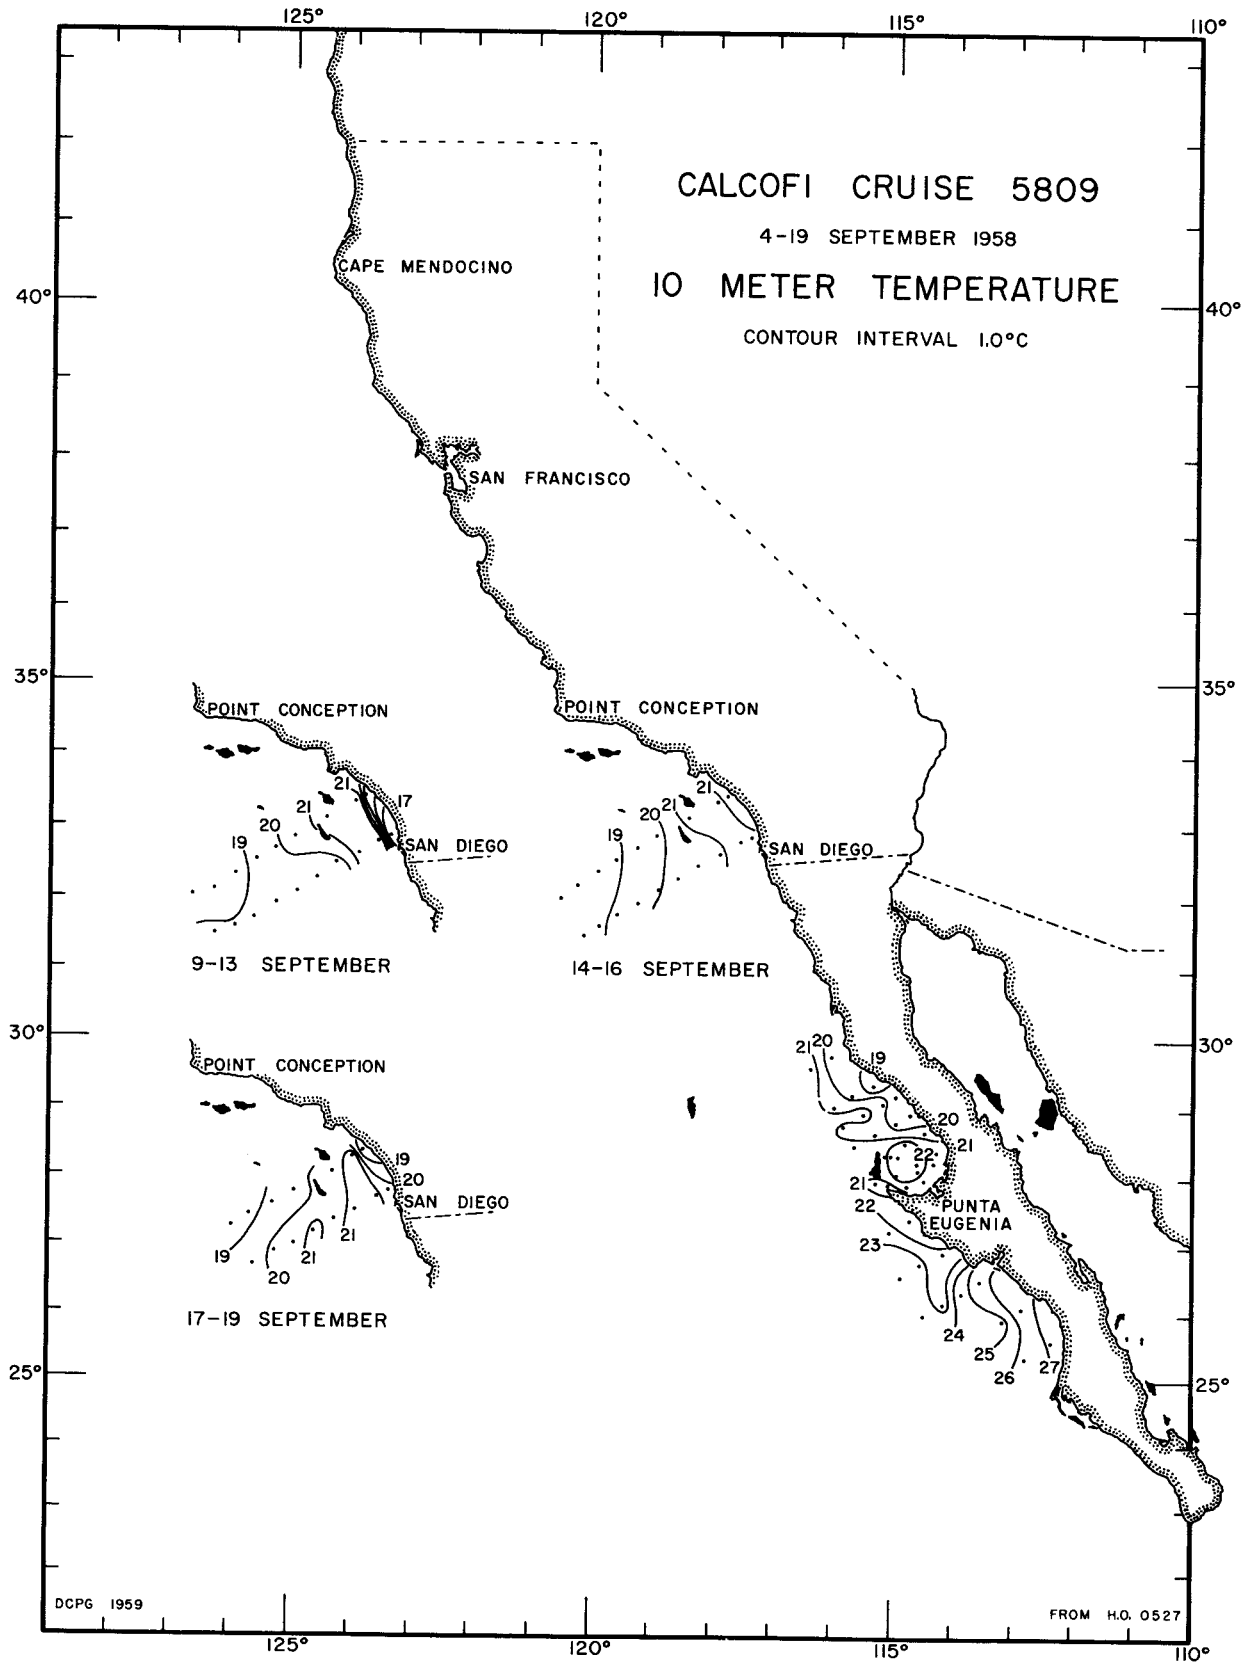 125° 120° 115° 110°
CALCOFI CRUISE 5809
4-19 SEPTEMBER 1958
CAPE MENDOCINO
10 METER TEMPERATURE
40° 40°
CONTOUR INTERVAL 1.0°C
SAN FRANCISCO
35° 35°
POINT CONCEPTION
POINT CONCEPTION
21 17
21
20
19
SAN DIEGO
21
21
20
19
SAN DIEGO
9-13 SEPTEMBER
14-16 SEPTEMBER
30° 30°
21 20
19
20
21
22
21
22
23
PUNTA
EUGENIA
24
25
26
27
POINT CONCEPTION
19
20
SAN DIEGO
21
19
21
20
17-19 SEPTEMBER
25° 25°
DCPG 1959
FROM H.O. 0527
125° 120° 115° 110°